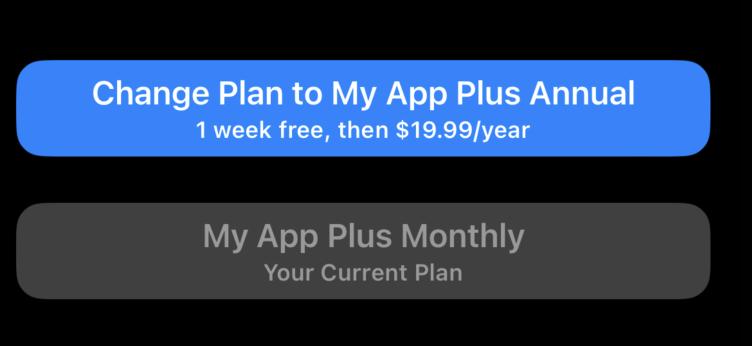 Change Plan to My App Plus Annual
1 week free, then $19.99/year
My App Plus Monthly
Your Current Plan